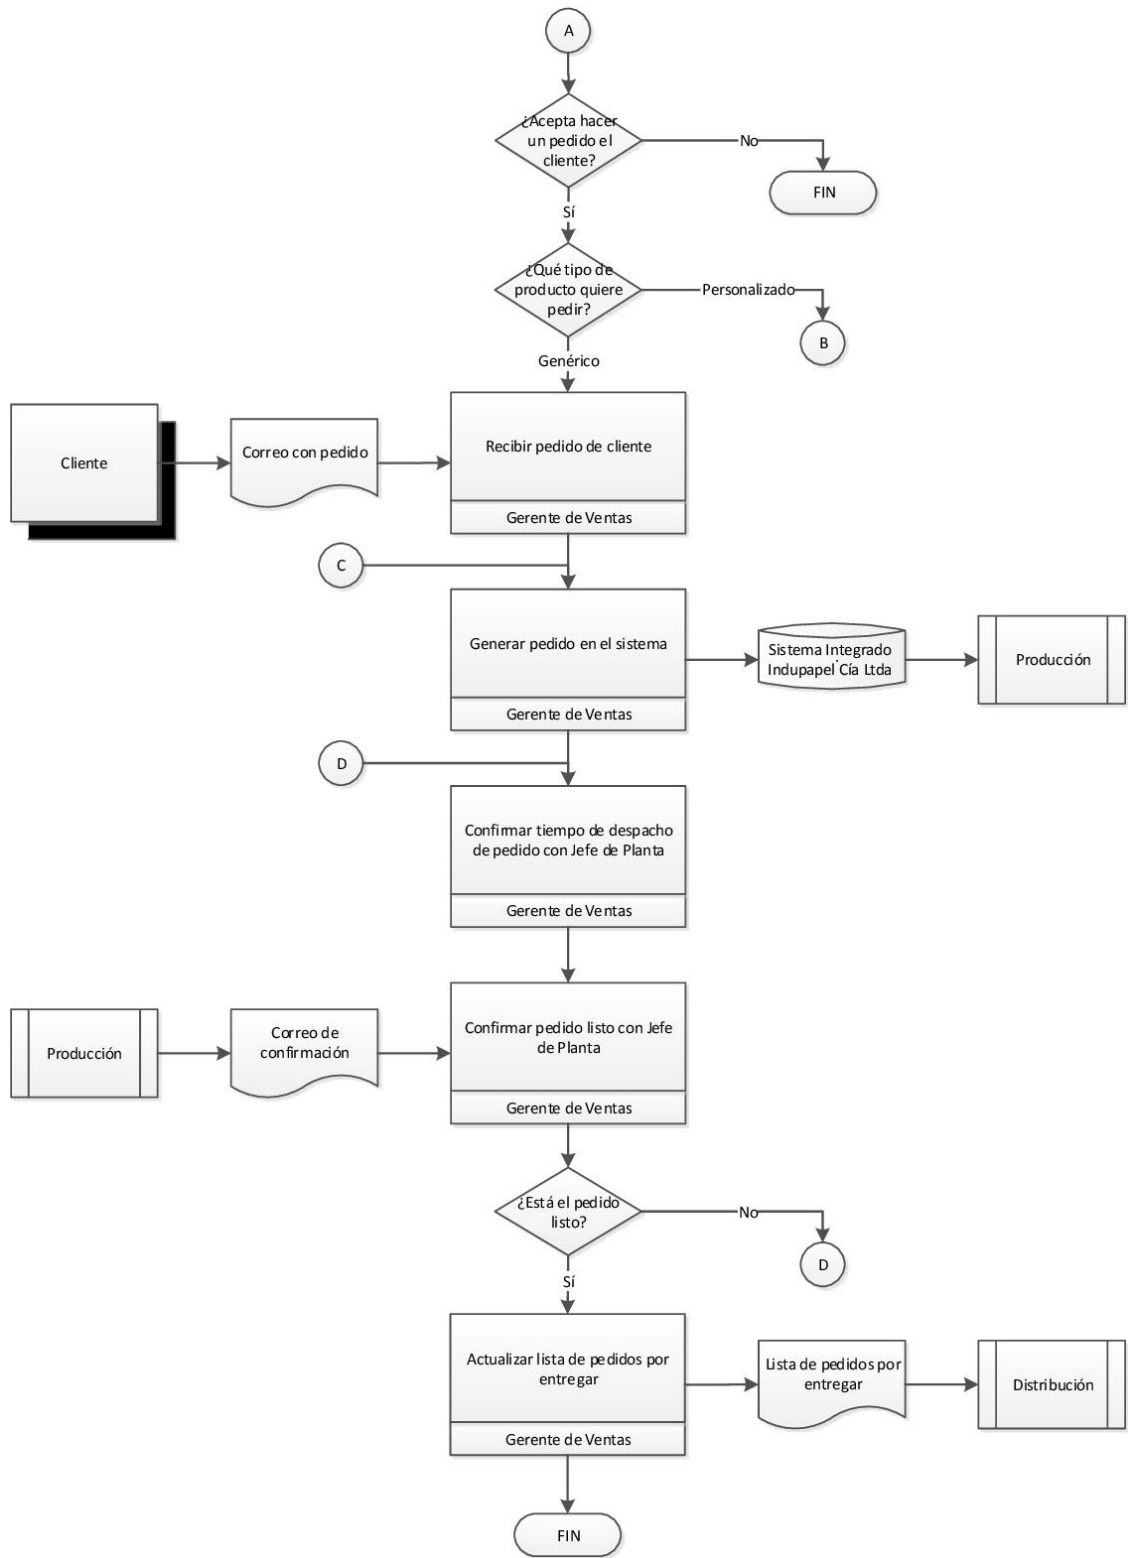 A
¿Acepta hacer
un pedido el
cliente?
No
FIN
Sí
¿Qué tipo de
producto quiere
pedir?
Personalizado
B
Genérico
Cliente
Correo con pedido
Recibir pedido de cliente
Gerente de Ventas
C
Generar pedido en el sistema
Gerente de Ventas
Sistema Integrado
Indupapel Cía Ltda
.
Producción
D
Confirmar tiempo de despacho
de pedido con Jefe de Planta
Gerente de Ventas
Producción
Correo de
confirmación
Confirmar pedido listo con Jefe
de Planta
Gerente de Ventas
¿Está el pedido
listo?
No
D
Sí
Actualizar lista de pedidos por
entregar
Gerente de Ventas
Lista de pedidos por
entregar
Distribución
FIN